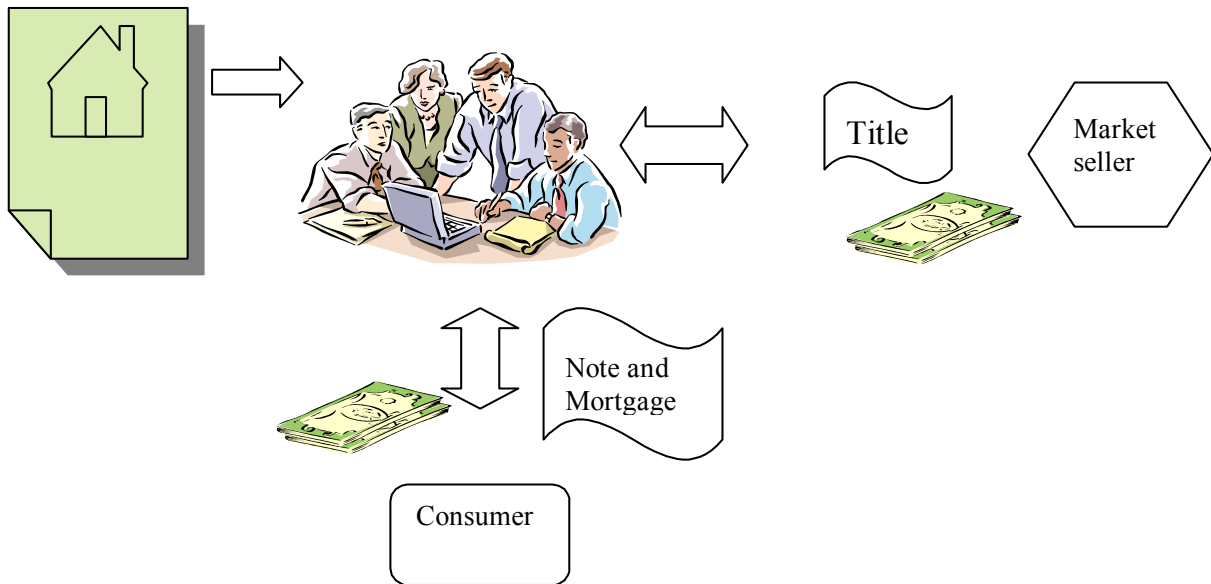 Title
Market
seller
Note and
Mortgage
Consumer